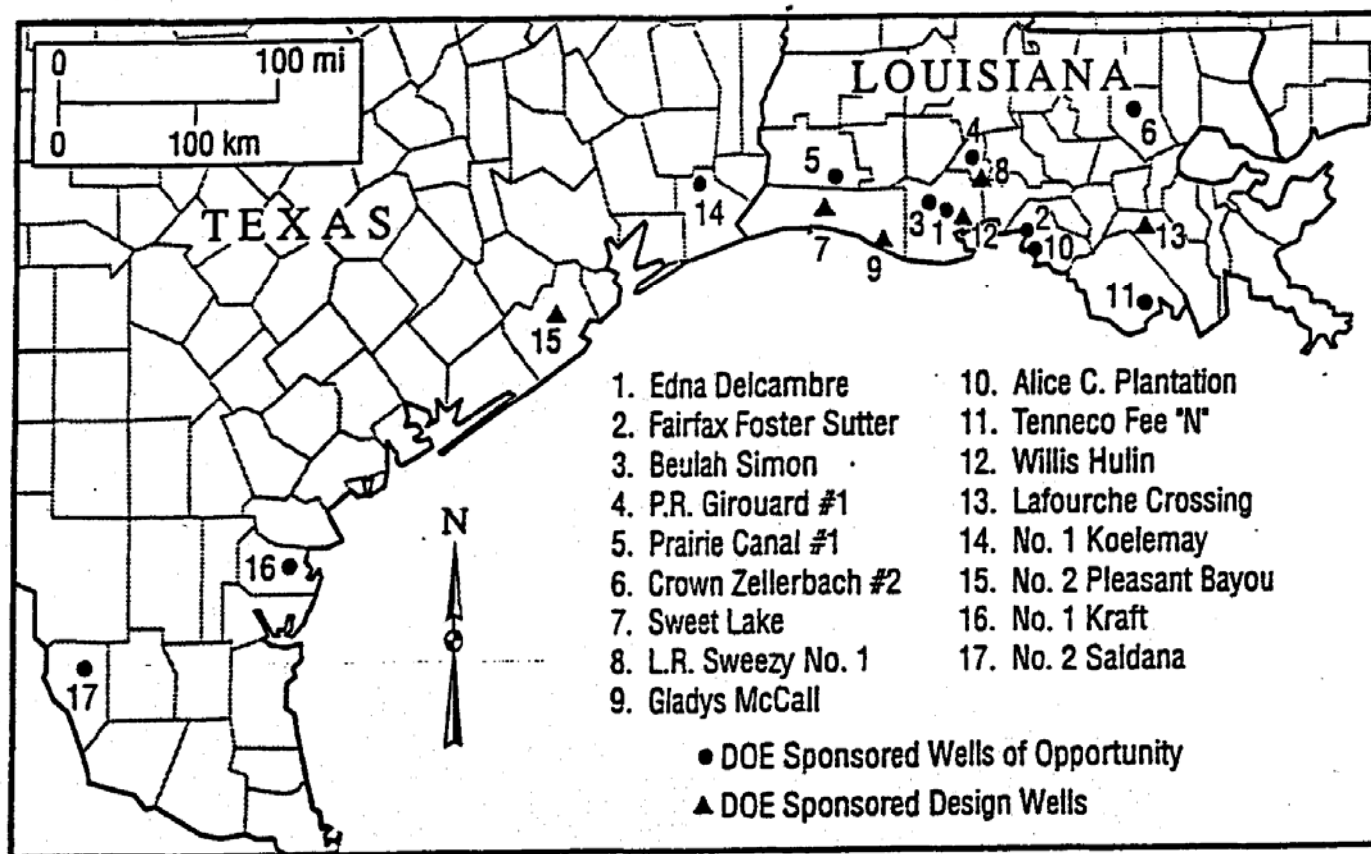 0 100 mi
0 100 km
LOUISIANA
TEXAS
4
6
5
8
14
3
1
12
2
13
7
9
10
11
15
16
17
N
1. Edna Delcambre
2. Fairfax Foster Sutter
3. Beulah Simon
4. P.R. Girouard #1
5. Prairie Canal #1
6. Crown Zellerbach #2
7. Sweet Lake
8. L.R. Sweezy No. 1
9. Gladys McCall
10. Alice C. Plantation
11. Tenneco Fee "N"
12. Willis Hulin
13. Lafourche Crossing
14. No. 1 Koelemay
15. No. 2 Pleasant Bayou
16. No. 1 Kraft
17. No. 2 Saldana
● DOE Sponsored Wells of Opportunity
▲ DOE Sponsored Design Wells